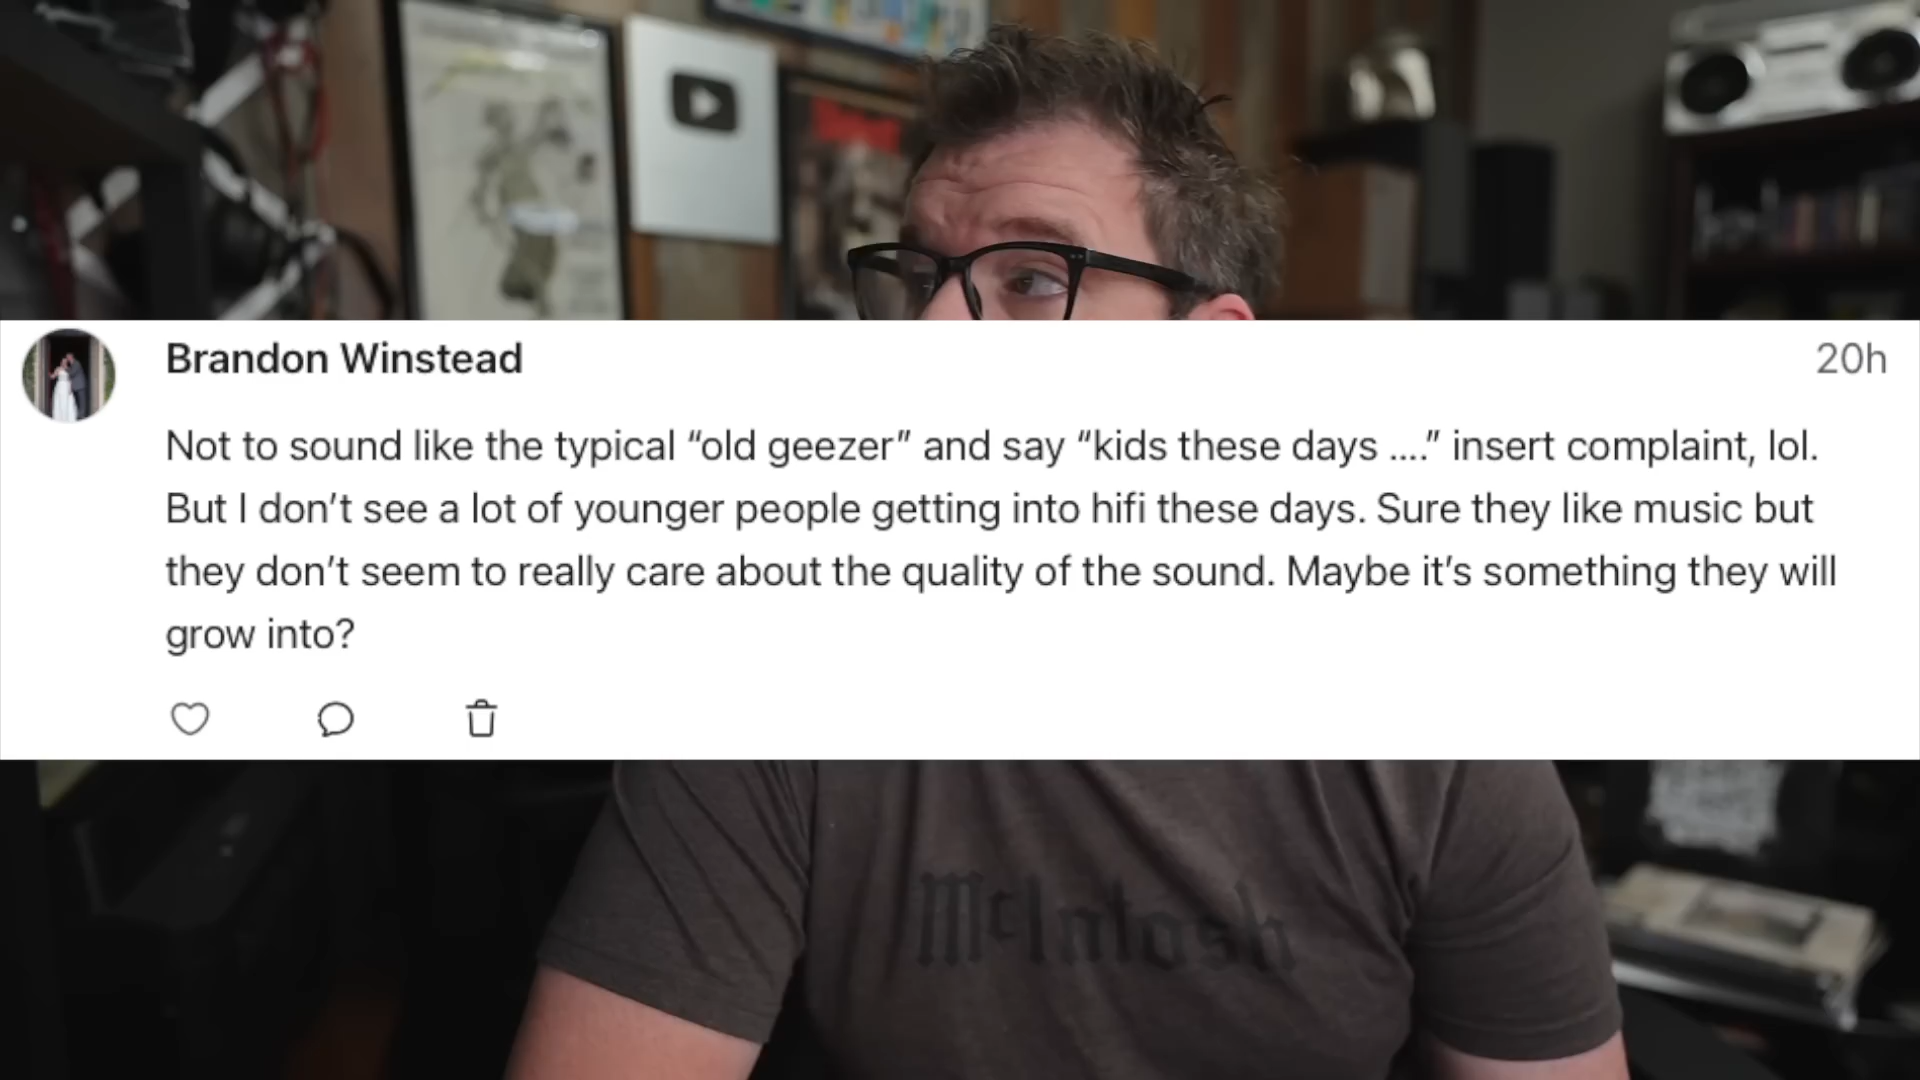 Brandon Winstead
20h
Not to sound like the typical “old geezer” and say “kids these days ....” insert complaint, lol.
But I don’t see a lot of younger people getting into hifi these days. Sure they like music but
they don’t seem to really care about the quality of the sound. Maybe it’s something they will
grow into?
McIntosh